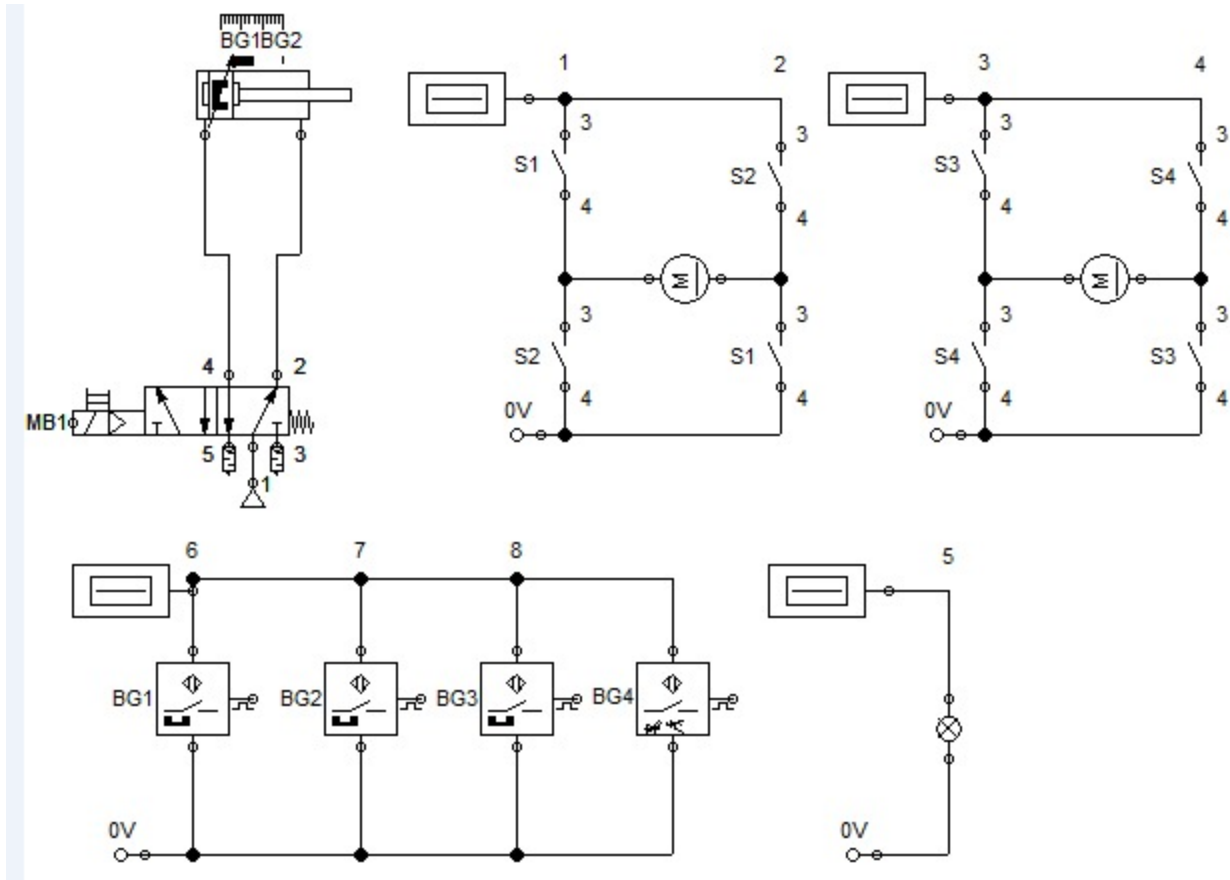 BG1BG2
1 2 3 4
3 3 3 3
S1 S2 S3 S4
4 4 4 4
M M
3 3 3 3
4 2 S2 S1 S4 S3
4 4 4 4
MB1 0V 0V
5 3
1
6 7 8 5
BG1 BG2 BG3 BG4
0V 0V